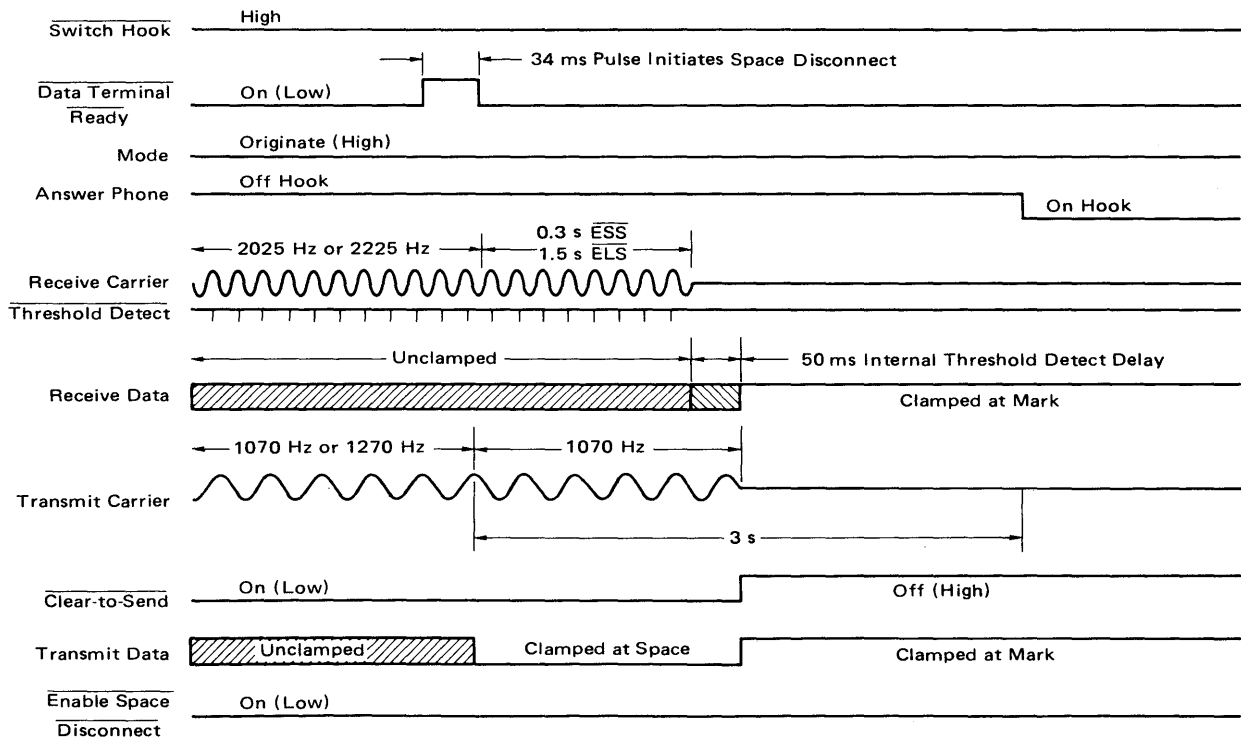 Switch Hook
High
34 ms Pulse Initiates Space Disconnect
Data Terminal
Ready
On (Low)
Mode
Originate (High)
Answer Phone
Off Hook
On Hook
2025 Hz or 2225 Hz
0.3 s ESS
1.5 s ELS
Receive Carrier
Threshold Detect
Unclamped
50 ms Internal Threshold Detect Delay
Receive Data
Clamped at Mark
1070 Hz or 1270 Hz
1070 Hz
Transmit Carrier
3 s
Clear-to-Send
On (Low)
Off (High)
Transmit Data
Unclamped
Clamped at Space
Clamped at Mark
Enable Space
Disconnect
On (Low)